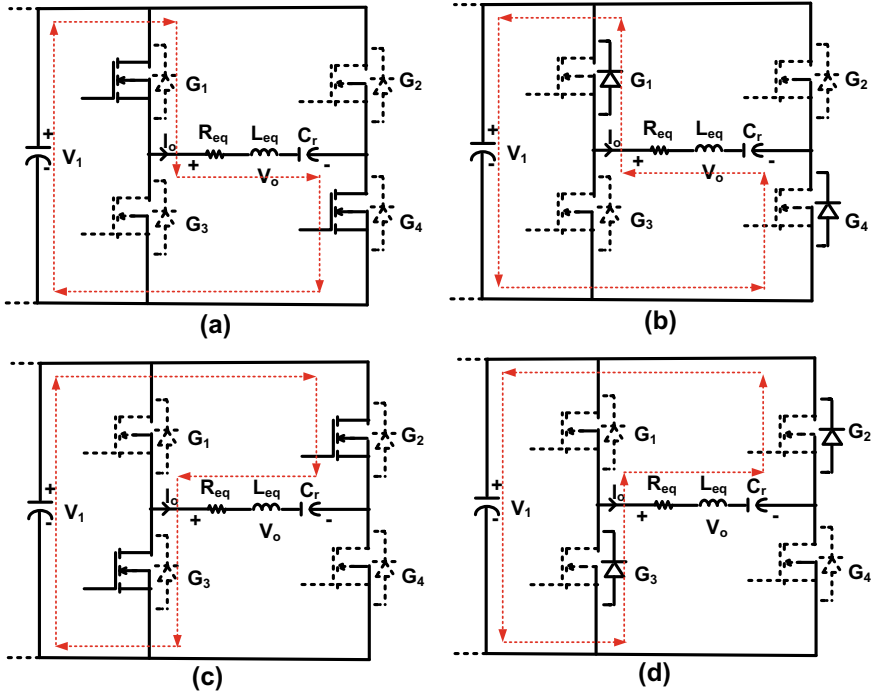 G1
G2
+
V1
-
Io
+
Req
Leq
Cr
-
Vo
G3
G4
(a)
G1
G2
+
V1
-
Io
+
Req
Leq
Cr
-
Vo
G3
G4
(b)
G1
G2
+
V1
-
Io
+
Req
Leq
Cr
-
Vo
G3
G4
(c)
G1
G2
+
V1
-
Io
+
Req
Leq
Cr
-
Vo
G3
G4
(d)